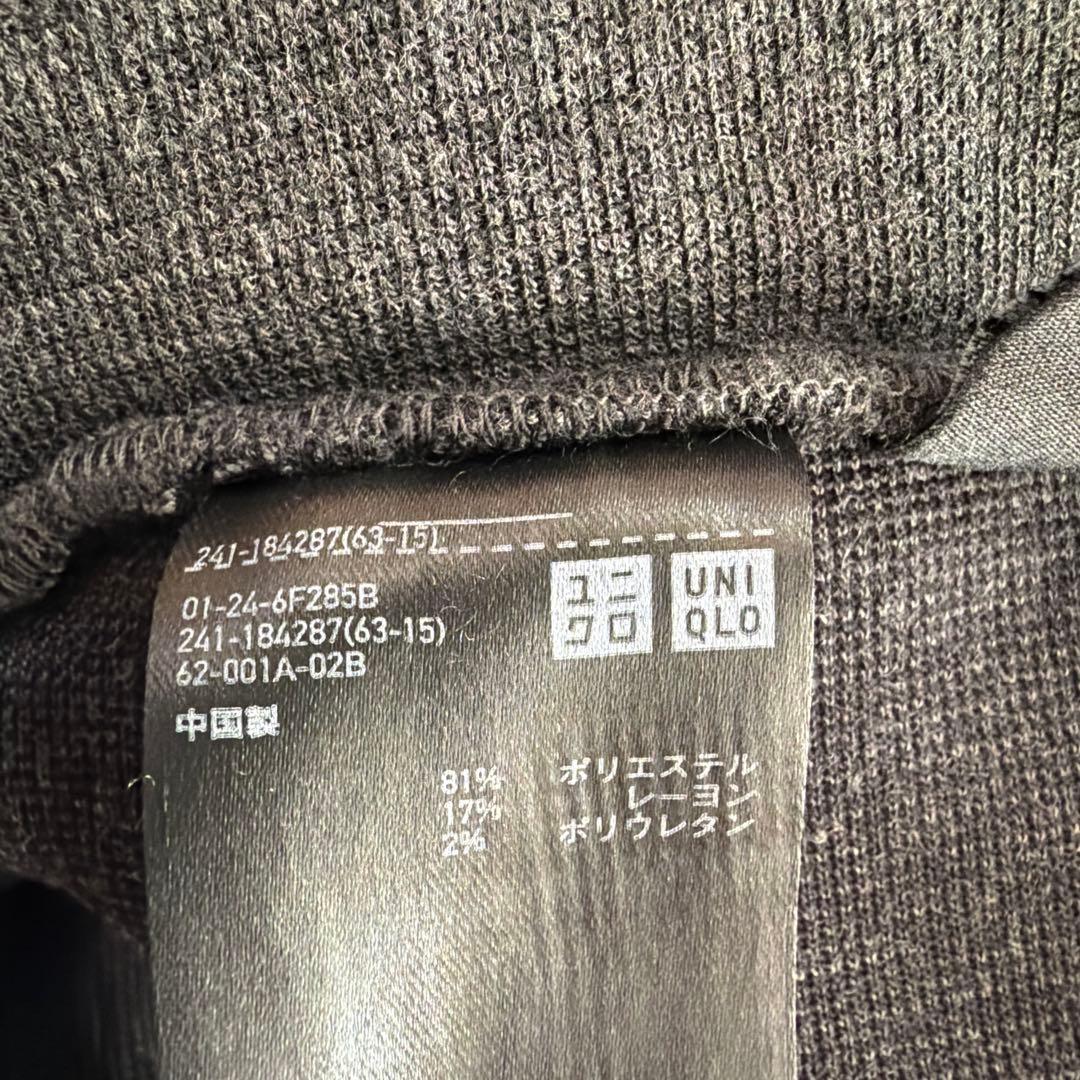 241-184287(63-15)
ユニ
クロ
UNI
QLO
01-24-6F285B
241-184287(63-15)
62-001A-02B
中国製
81% ポリエステル
17% レーヨン
2% ポリウレタン